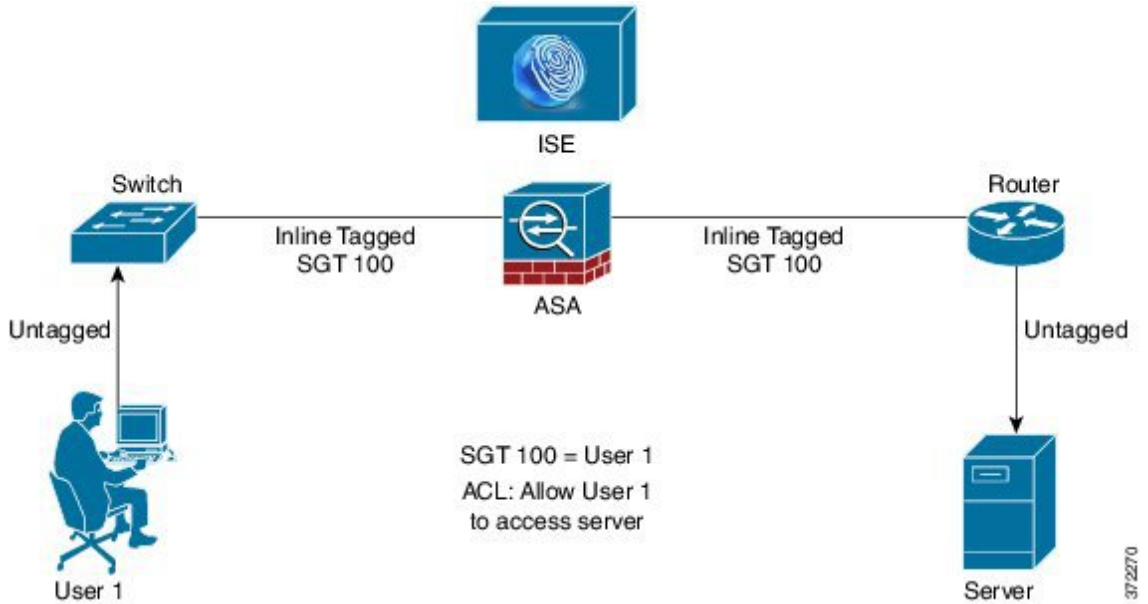 ISE
Switch
Router
Inline Tagged
SGT 100
Inline Tagged
SGT 100
ASA
Untagged
Untagged
SGT 100 = User 1
ACL: Allow User 1
to access server
User 1
Server
372270